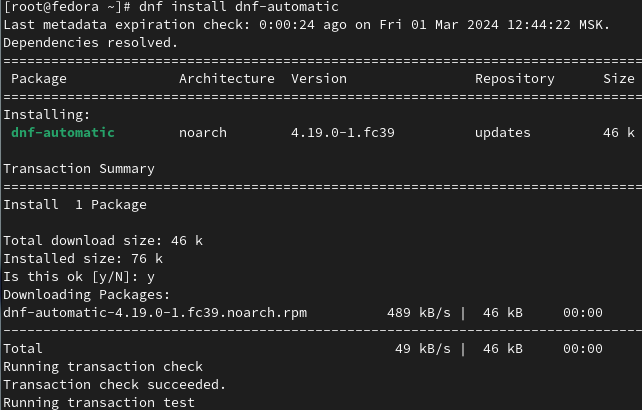 [root@fedora ~]# dnf install dnf-automatic
Last metadata expiration check: 0:00:24 ago on Fri 01 Mar 2024 12:44:22 MSK.
Dependencies resolved.
================================================================================
 Package              Architecture  Version                Repository      Size
================================================================================
Installing:
 dnf-automatic        noarch        4.19.0-1.fc39          updates         46 k

Transaction Summary
================================================================================
Install  1 Package

Total download size: 46 k
Installed size: 76 k
Is this ok [y/N]: y
Downloading Packages:
dnf-automatic-4.19.0-1.fc39.noarch.rpm          489 kB/s |  46 kB     00:00
--------------------------------------------------------------------------------
Total                                            49 kB/s |  46 kB     00:00
Running transaction check
Transaction check succeeded.
Running transaction test